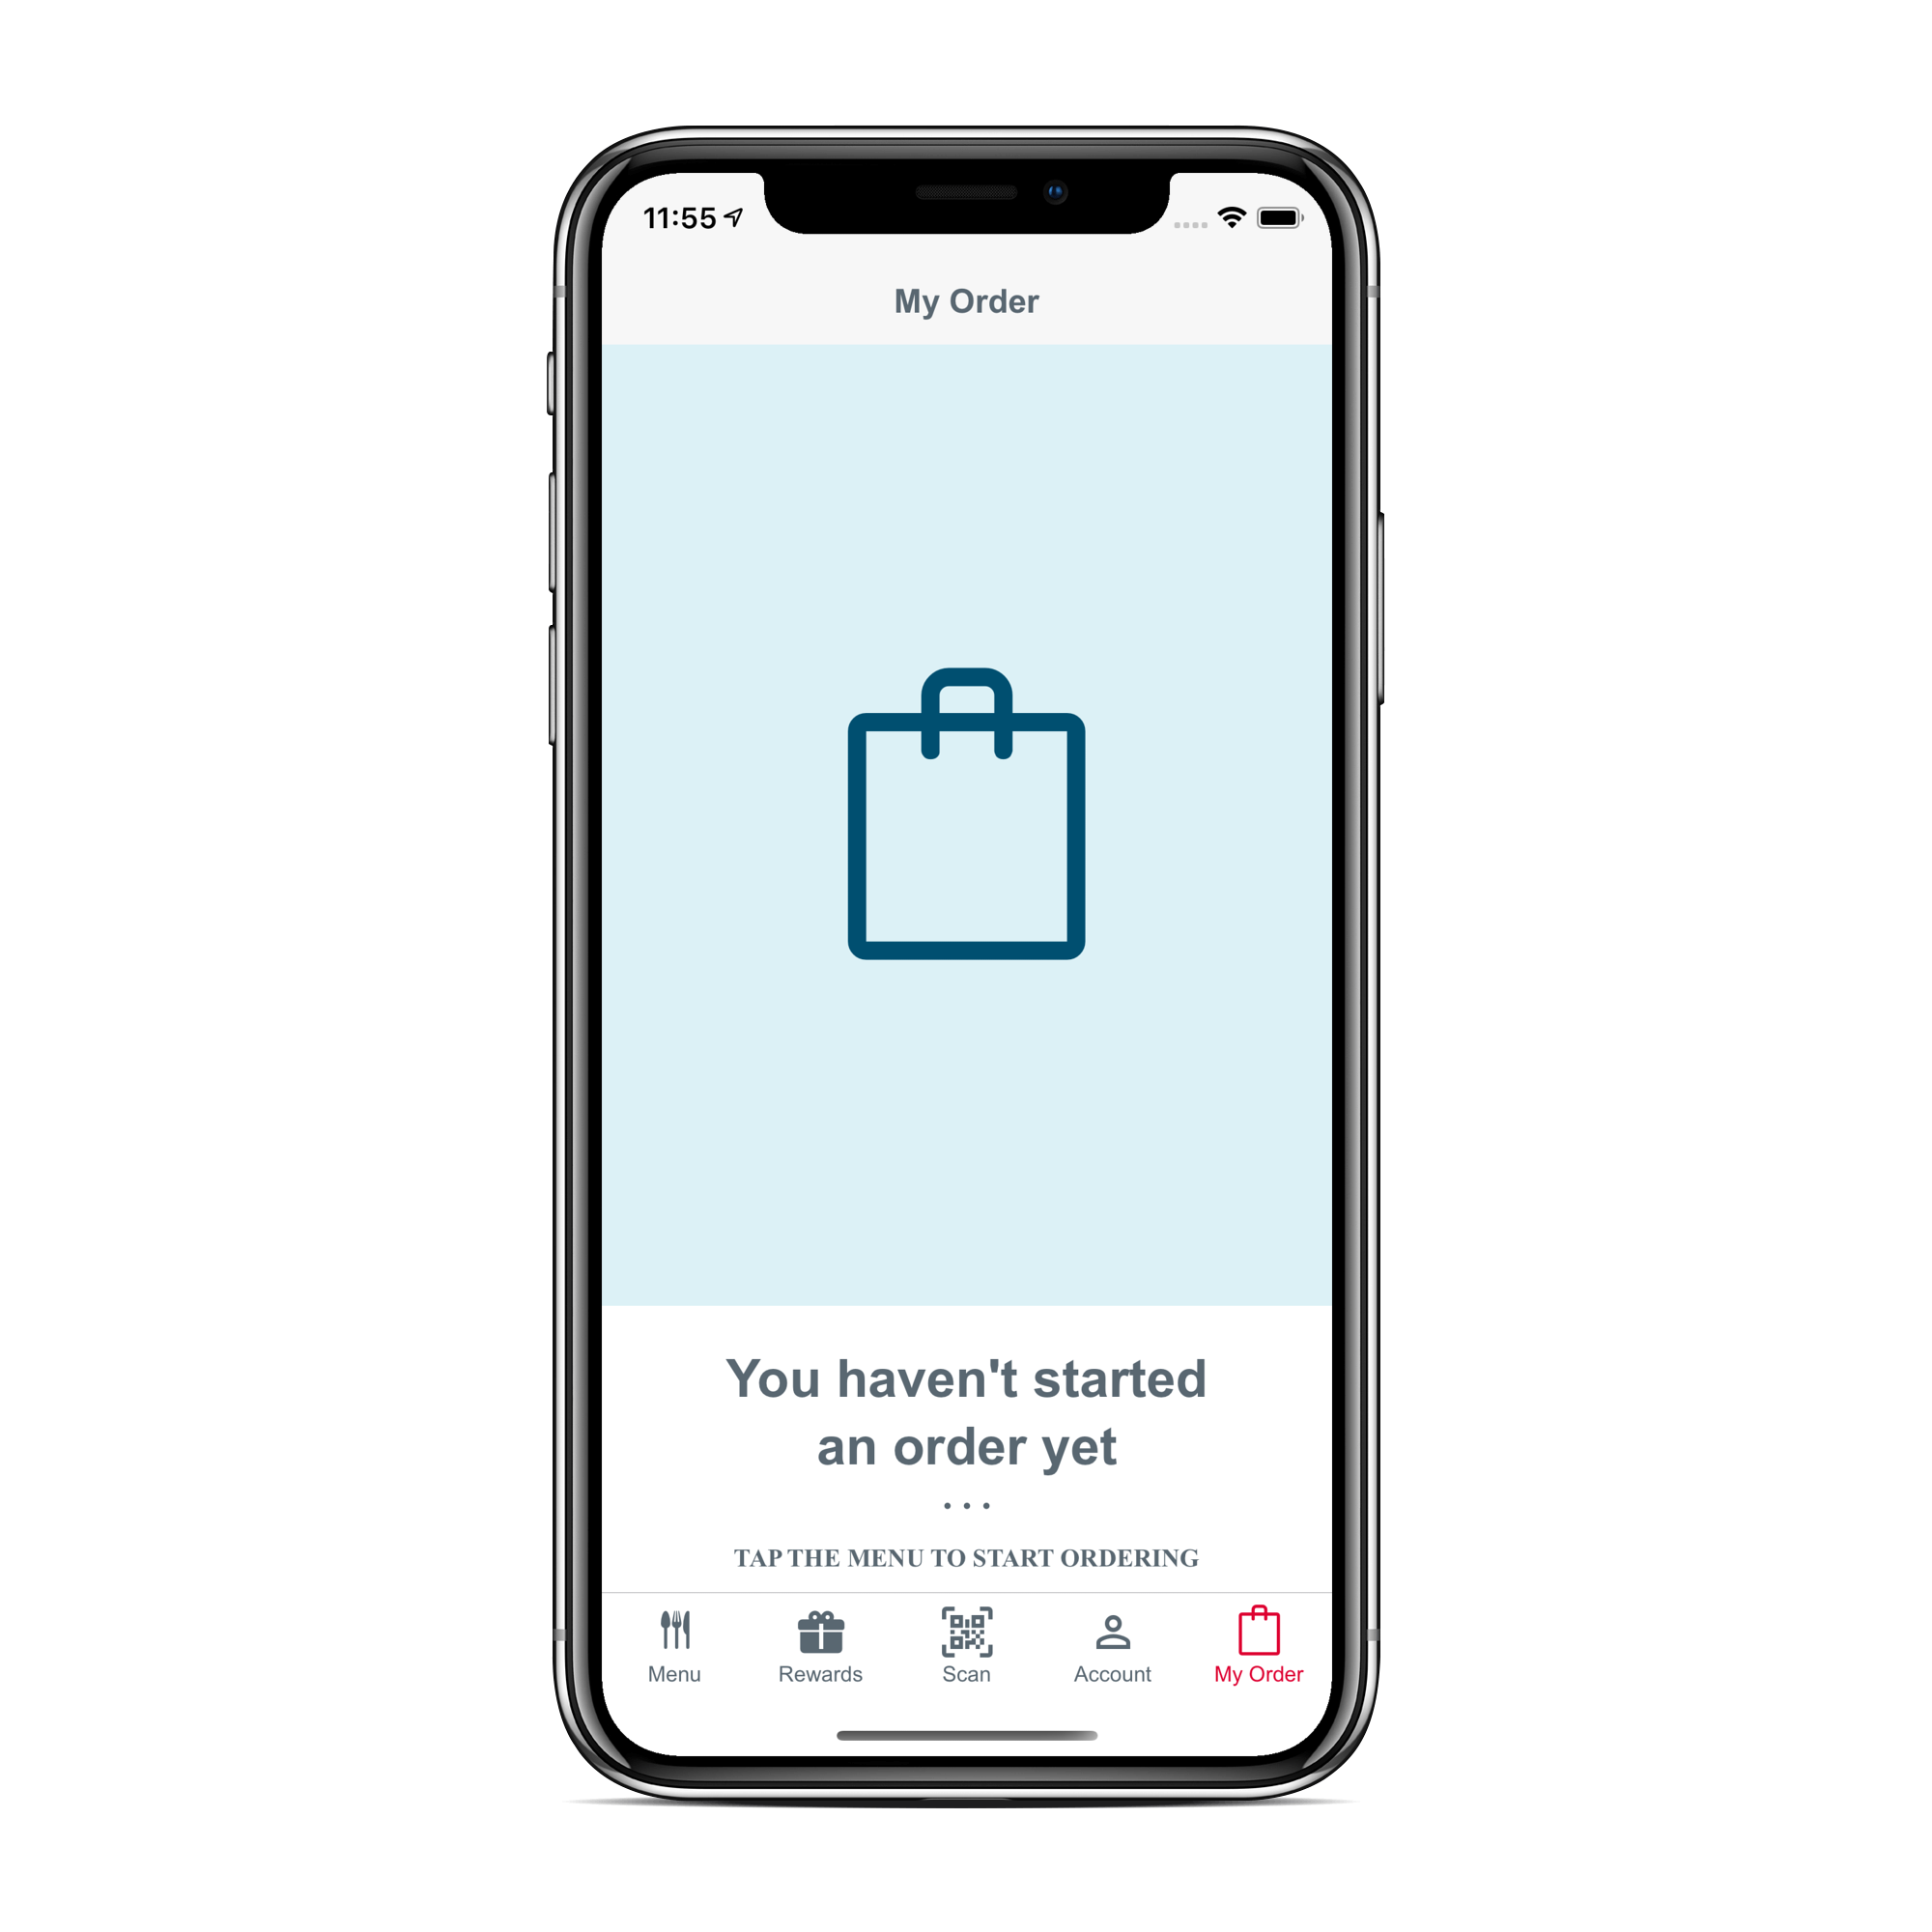 11:55
My Order
You haven't started
an order yet
...
TAP THE MENU TO START ORDERING
Menu
Rewards
Scan
Account
My Order